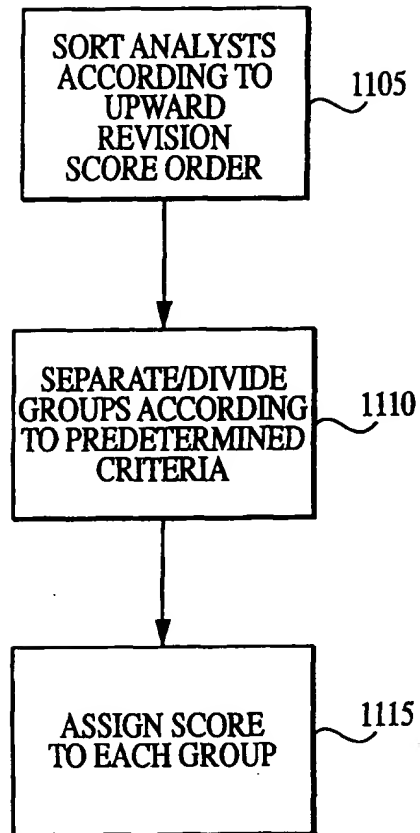 SORT ANALYSTS
ACCORDING TO
UPWARD
REVISION
SCORE ORDER
1105
SEPARATE/DIVIDE
GROUPS ACCORDING
TO PREDETERMINED
CRITERIA
1110
ASSIGN SCORE
TO EACH GROUP
1115